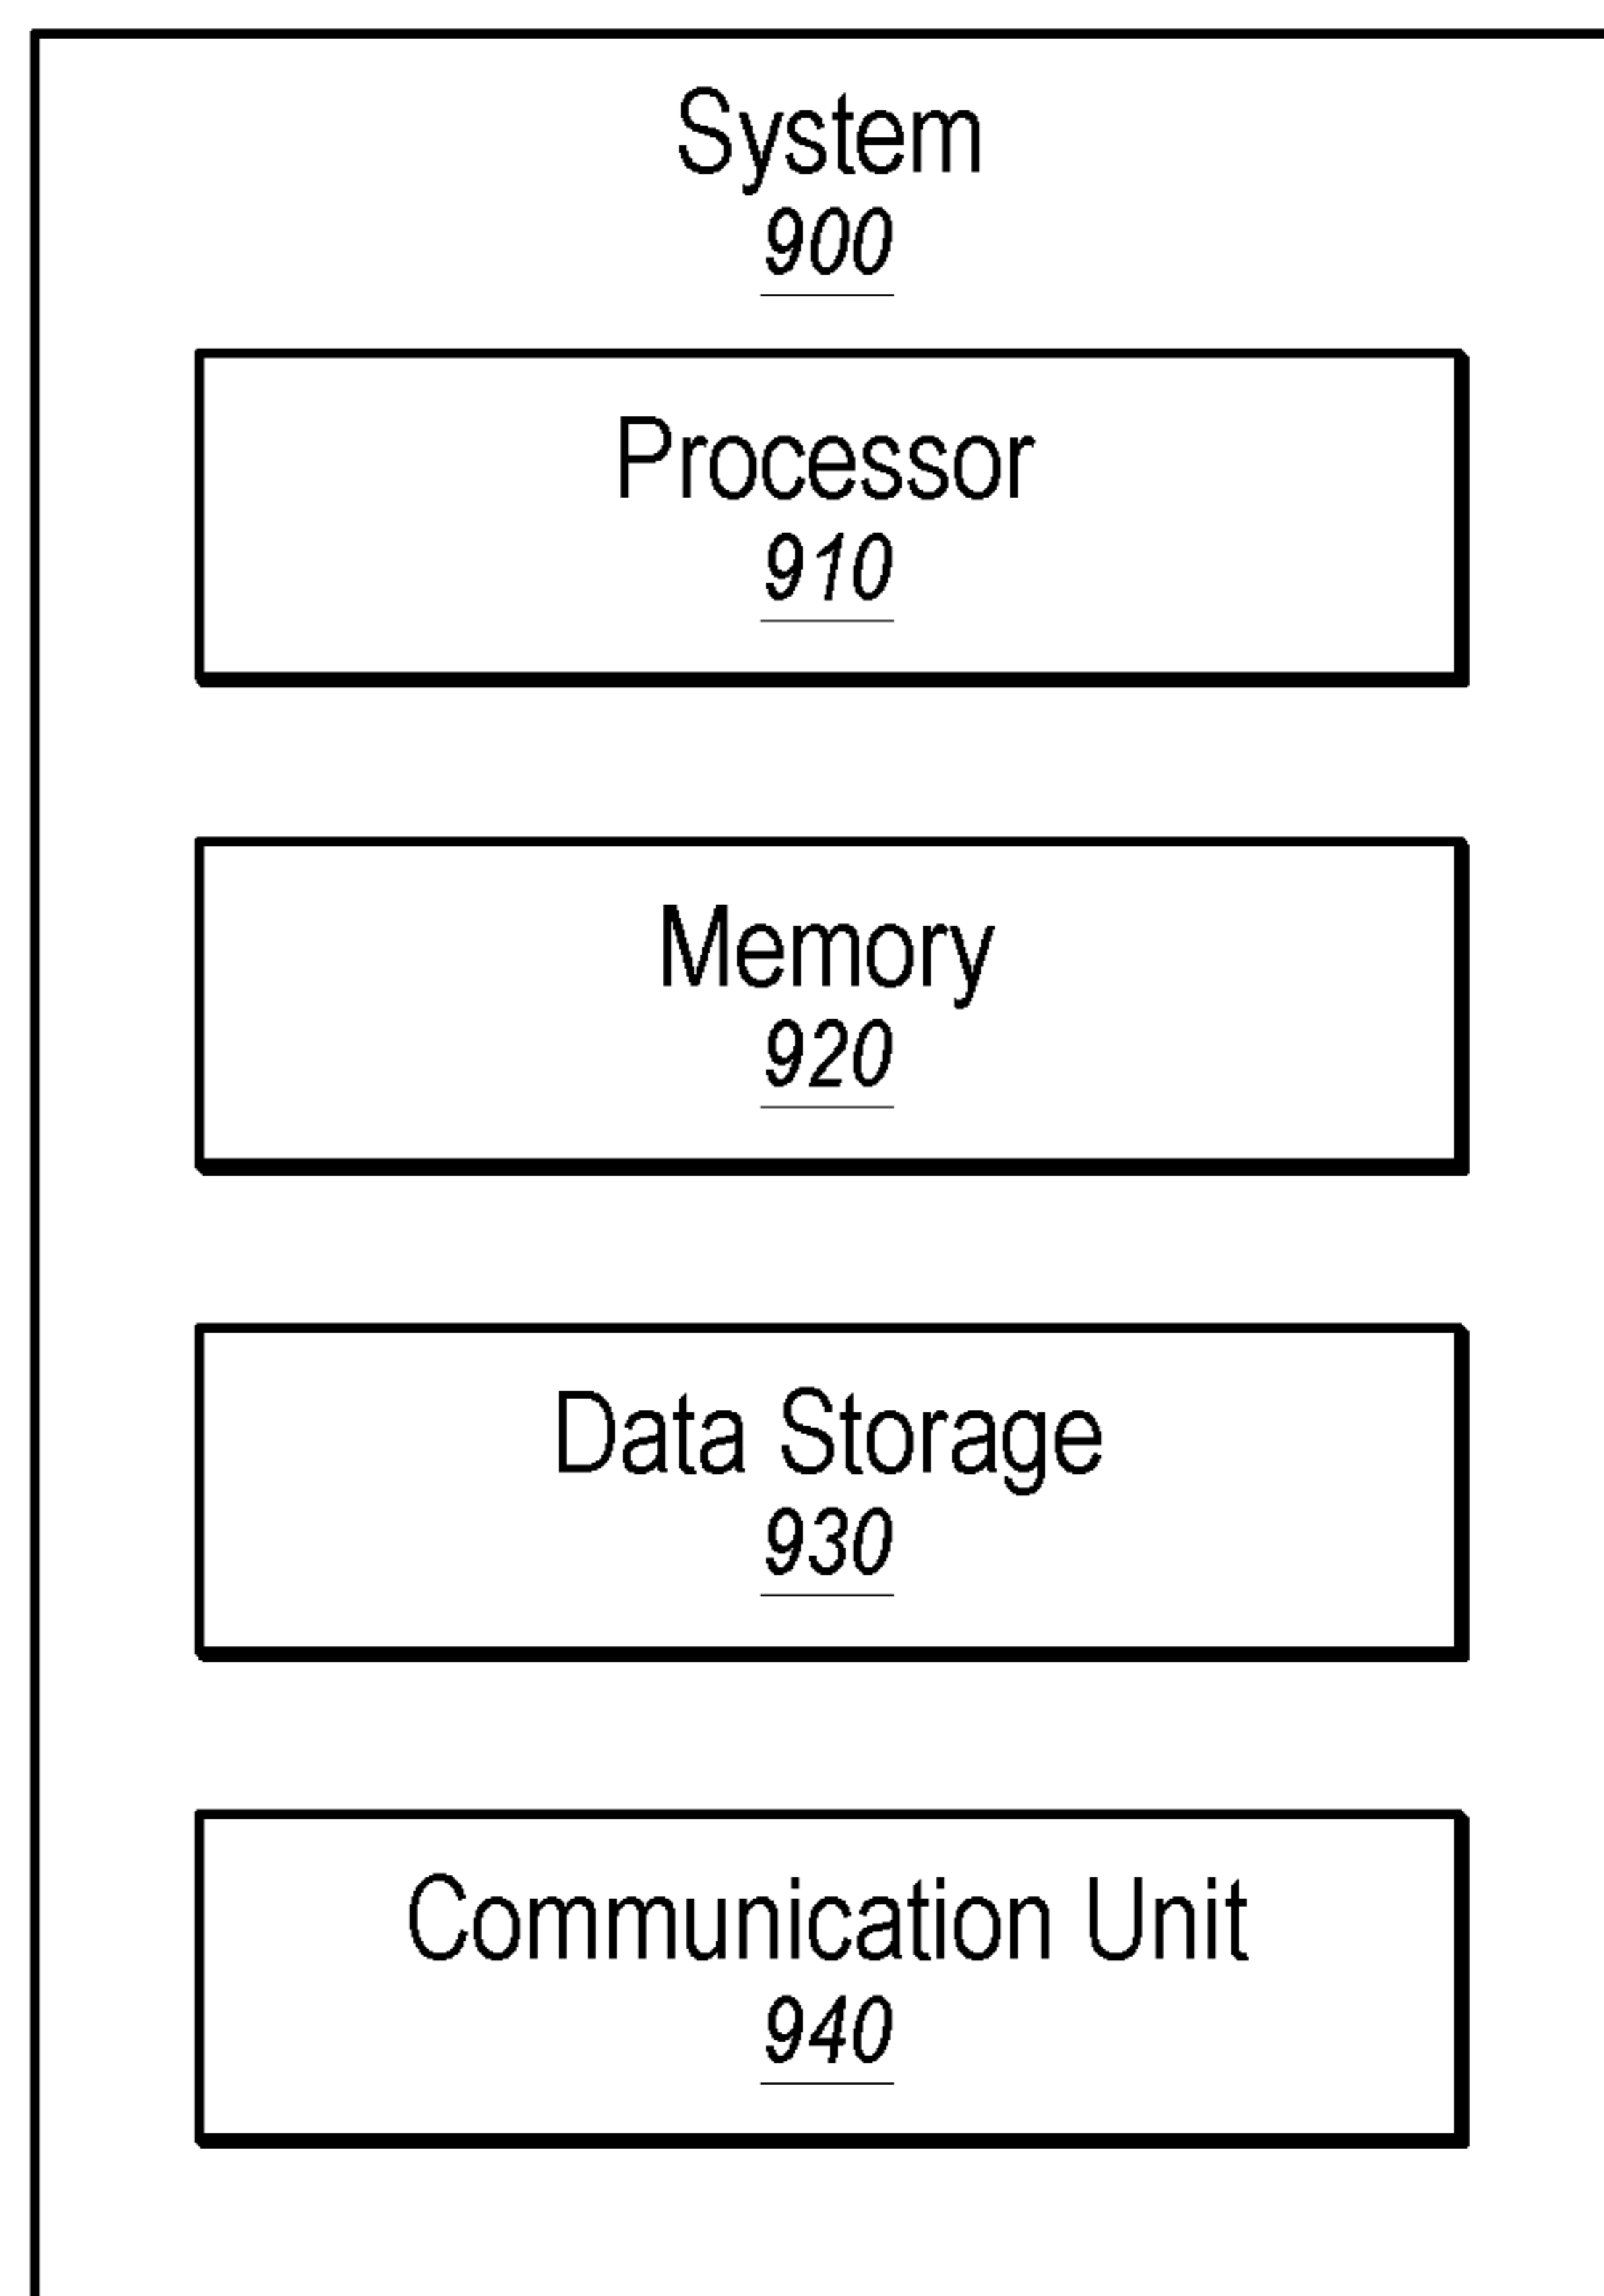 System
900
Processor
910
Memory
920
Data Storage
930
Communication Unit
940